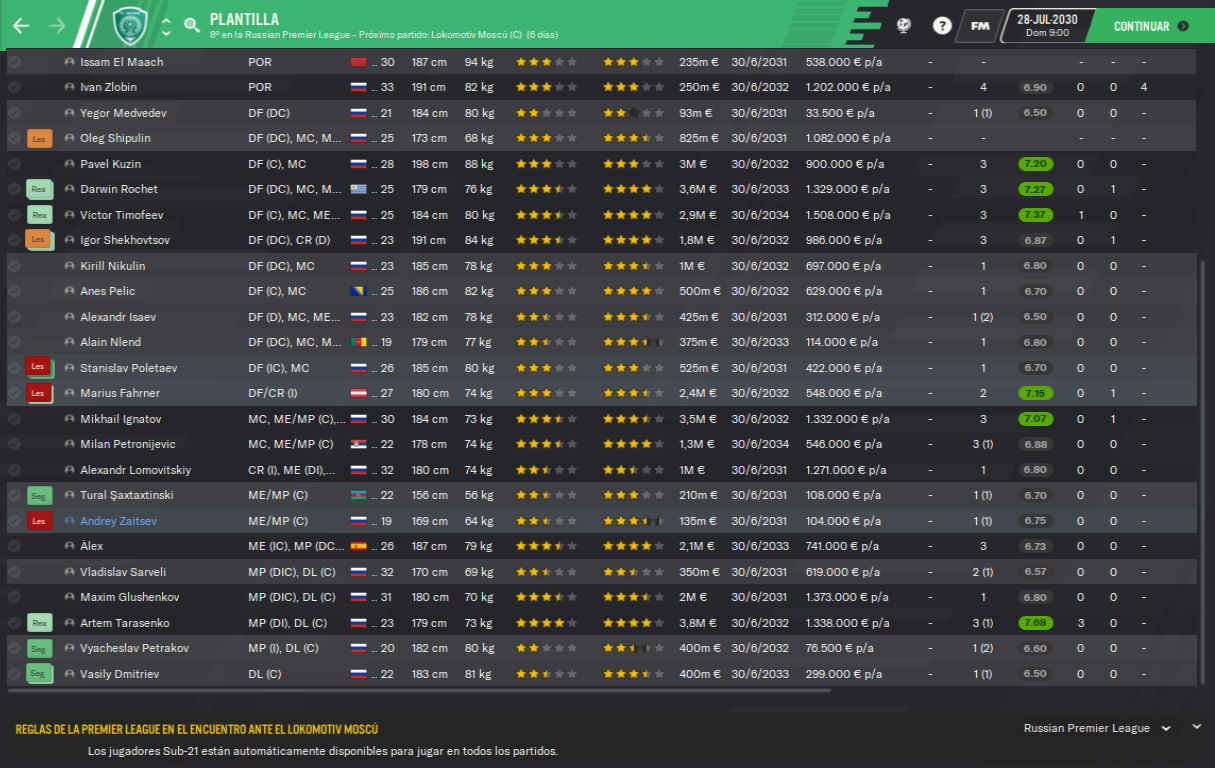 PLANTILLA
8º en la Russian Premier League - Próximo partido: Lokomotiv Moscú (C) (6 días)
FM
28-JUL-2030
Dom 9:00
CONTINUAR
Issam El Maach POR .. 30 187 cm 94 kg 235m € 30/6/2031 538.000 € p/a - - - - -
Ivan Zlobin POR .. 33 191 cm 82 kg 250m € 30/6/2032 1.202.000 € p/a - 4 6.90 0 0 4
Yegor Medvedev DF (DC) .. 21 184 cm 80 kg 93m € 30/6/2031 33.500 € p/a - 1 (1) 6.50 0 0 -
Les Oleg Shipulin DF (DC), MC, M... .. 25 173 cm 68 kg 825m € 30/6/2031 1.082.000 € p/a - - - - - -
Pavel Kuzin DF (C), MC .. 28 198 cm 88 kg 3M € 30/6/2032 900.000 € p/a - 3 7.20 0 0 -
Rea Darwin Rochet DF (DC), MC, M... .. 25 179 cm 76 kg 3,6M € 30/6/2033 1.329.000 € p/a - 3 7.27 0 1 -
Rea Victor Timofeev DF (C), MC, ME... .. 25 184 cm 80 kg 2,9M € 30/6/2034 1.508.000 € p/a - 3 7.37 1 0 -
Les Igor Shekhovtsov DF (DC), CR (D) .. 23 191 cm 84 kg 1,8M € 30/6/2032 986.000 € p/a - 3 6.87 0 1 -
Kirill Nikulin DF (DC), MC .. 23 185 cm 78 kg 1M € 30/6/2032 697.000 € p/a - 1 6.80 0 0 -
Anes Pelic DF (C), MC .. 25 186 cm 82 kg 500m € 30/6/2032 629.000 € p/a - 1 6.70 0 0 -
Alexandr Isaev DF (D), MC, ME... .. 23 182 cm 78 kg 425m € 30/6/2031 312.000 € p/a - 1 (2) 6.50 0 0 -
Alain Nlend DF (DC), MC, M... .. 19 179 cm 77 kg 375m € 30/6/2033 114.000 € p/a - 1 6.80 0 0 -
Les Stanislav Poletaev DF (IC), MC .. 26 185 cm 80 kg 525m € 30/6/2031 422.000 € p/a - 1 6.70 0 0 -
Les Marius Fahrner DF/CR (I) .. 27 180 cm 74 kg 2,4M € 30/6/2032 548.000 € p/a - 2 7.15 0 1 -
Mikhail Ignatov MC, ME/MP (C),... .. 30 184 cm 73 kg 3,5M € 30/6/2032 1.332.000 € p/a - 3 7.07 0 1 -
Milan Petronijevic MC, ME/MP (C) .. 22 178 cm 74 kg 1,3M € 30/6/2034 546.000 € p/a - 3 (1) 6.88 0 0 -
Alexandr Lomovitskiy CR (I), ME (DI),... .. 32 180 cm 74 kg 1M € 30/6/2031 1.271.000 € p/a - 1 6.80 0 0 -
Seg Tural Şaxtaxtinski ME/MP (C) .. 22 156 cm 56 kg 210m € 30/6/2031 108.000 € p/a - 1 (1) 6.70 0 0 -
Les Andrey Zaitsev ME/MP (C) .. 19 169 cm 64 kg 135m € 30/6/2031 104.000 € p/a - 1 (1) 6.75 0 0 -
Àlex ME (IC), MP (DC... .. 26 187 cm 79 kg 2,1M € 30/6/2033 741.000 € p/a - 3 6.73 0 0 -
Vladislav Sarveli MP (DIC), DL (C) .. 32 170 cm 69 kg 350m € 30/6/2031 619.000 € p/a - 2 (1) 6.57 0 0 -
Maxim Glushenkov MP (DIC), DL (C) .. 31 180 cm 70 kg 2M € 30/6/2031 1.373.000 € p/a - 1 6.80 0 0 -
Rea Artem Tarasenko MP (DI), DL (C) .. 23 179 cm 73 kg 3,8M € 30/6/2032 1.338.000 € p/a - 3 (1) 7.68 3 0 -
Seg Vyacheslav Petrakov MP (I), DL (C) .. 20 182 cm 80 kg 400m € 30/6/2032 76.500 € p/a - 1 (2) 6.60 0 0 -
Seg Vasily Dmitriev DL (C) .. 22 183 cm 81 kg 400m € 30/6/2033 299.000 € p/a - 1 (1) 6.50 0 0 -
REGLAS DE LA PREMIER LEAGUE EN EL ENCUENTRO ANTE EL LOKOMOTIV MOSCÚ
Russian Premier League
Los jugadores Sub-21 están automáticamente disponibles para jugar en todos los partidos.